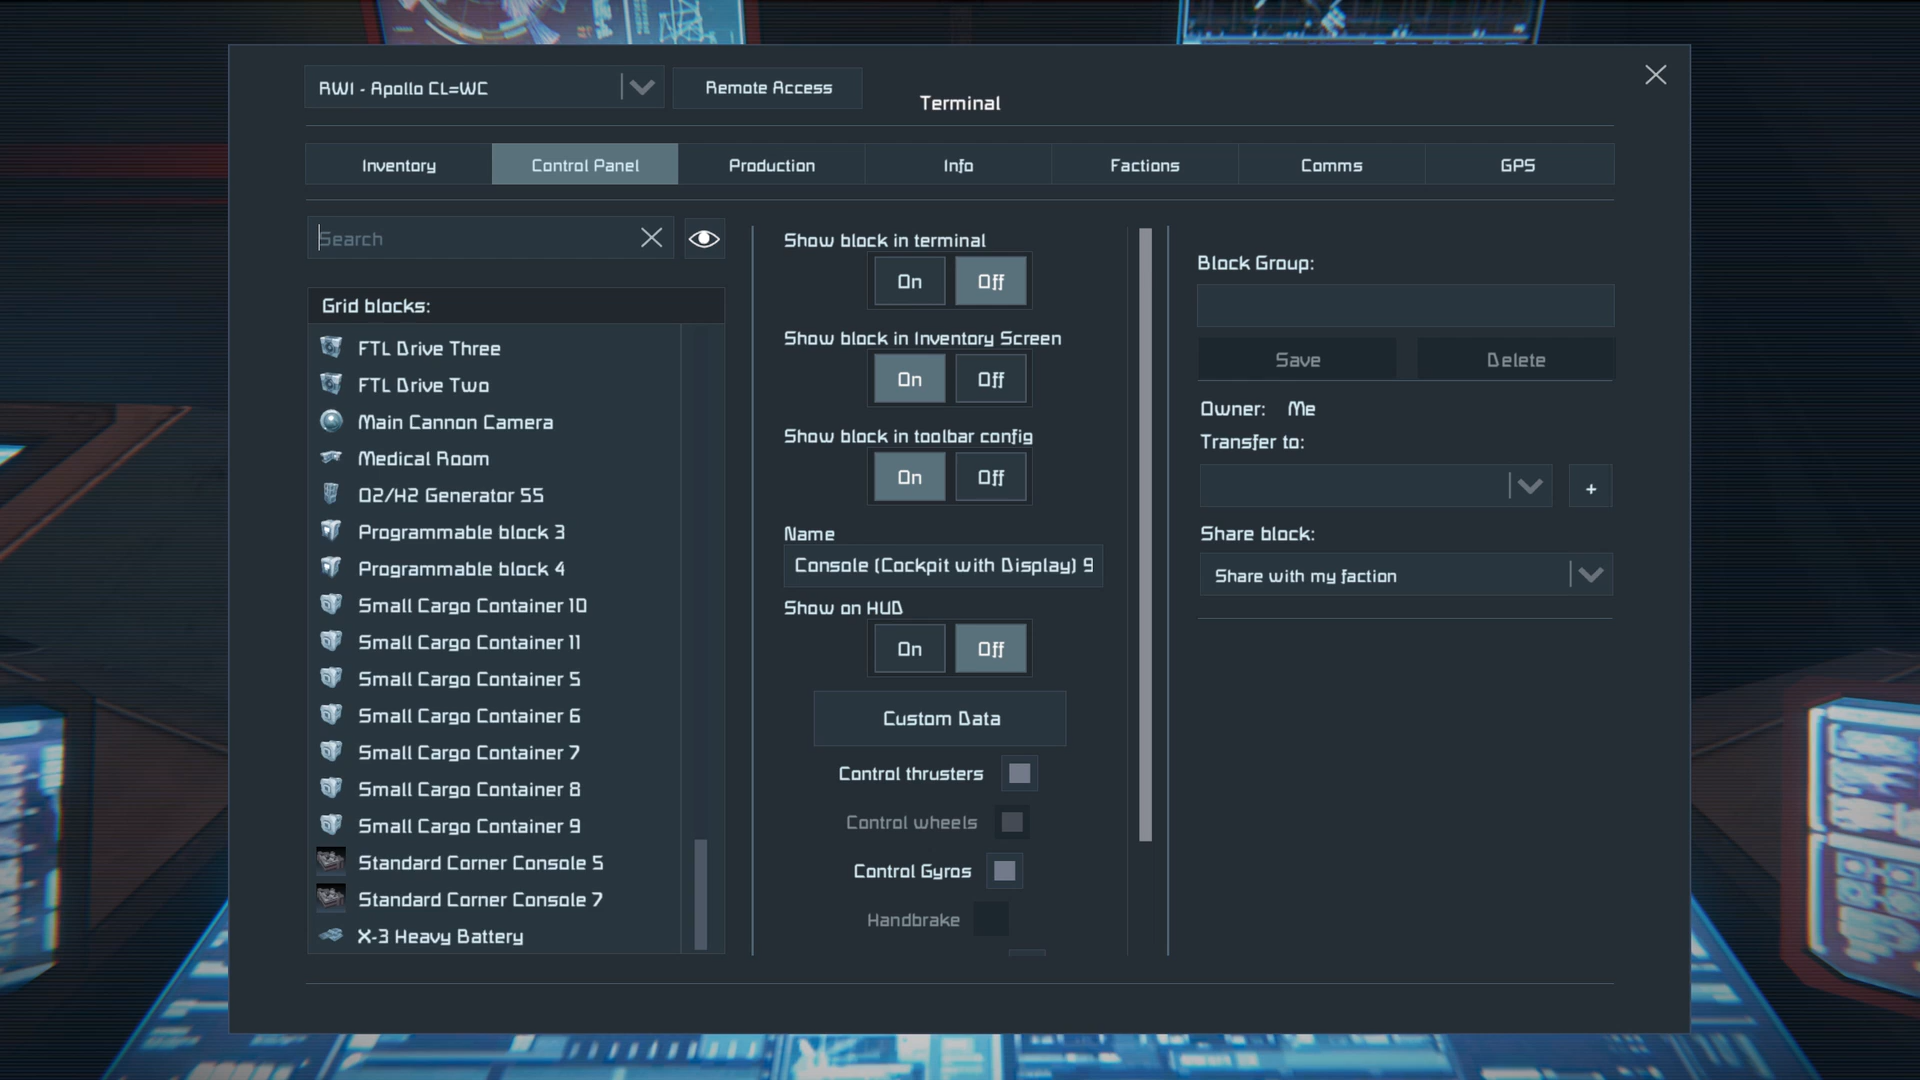 RWI - Apollo CL=WC
Remote Access
Terminal
Inventory
Control Panel
Production
Info
Factions
Comms
GPS
Search
Grid blocks:
FTL Drive Three
FTL Drive Two
Main Cannon Camera
Medical Room
O2/H2 Generator 55
Programmable block 3
Programmable block 4
Small Cargo Container 10
Small Cargo Container 11
Small Cargo Container 5
Small Cargo Container 6
Small Cargo Container 7
Small Cargo Container 8
Small Cargo Container 9
Standard Corner Console 5
Standard Corner Console 7
X-3 Heavy Battery
Show block in terminal
On Off
Show block in Inventory Screen
On Off
Show block in toolbar config
On Off
Name
Console (Cockpit with Display) 9
Show on HUD
On Off
Custom Data
Control thrusters
Control wheels
Control Gyros
Handbrake
Block Group:
Save Delete
Owner: Me
Transfer to:
+
Share block:
Share with my faction